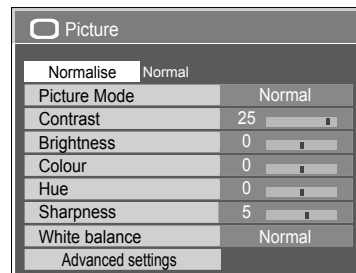 Picture
Normalise Normal
Picture Mode Normal
Contrast 25
Brightness 0
Colour 0
Hue 0
Sharpness 5
White balance Normal
Advanced settings